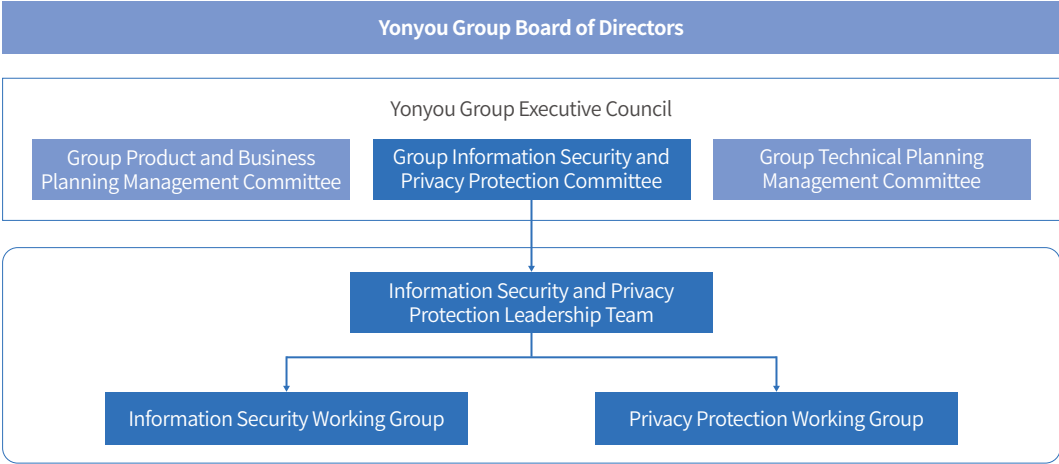 Yonyou Group Board of Directors
Yonyou Group Executive Council
Group Product and Business
Planning Management Committee
Group Information Security and
Privacy Protection Committee
Group Technical Planning
Management Committee
Information Security and Privacy
Protection Leadership Team
Information Security Working Group
Privacy Protection Working Group